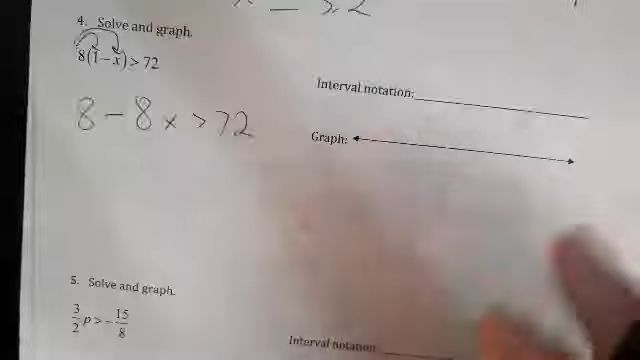 4. Solve and graph.
8(1 − x) > 72
Interval notation:
8 - 8x > 72
Graph:
5. Solve and graph.
3/2 p > − 15/8
Interval notation: